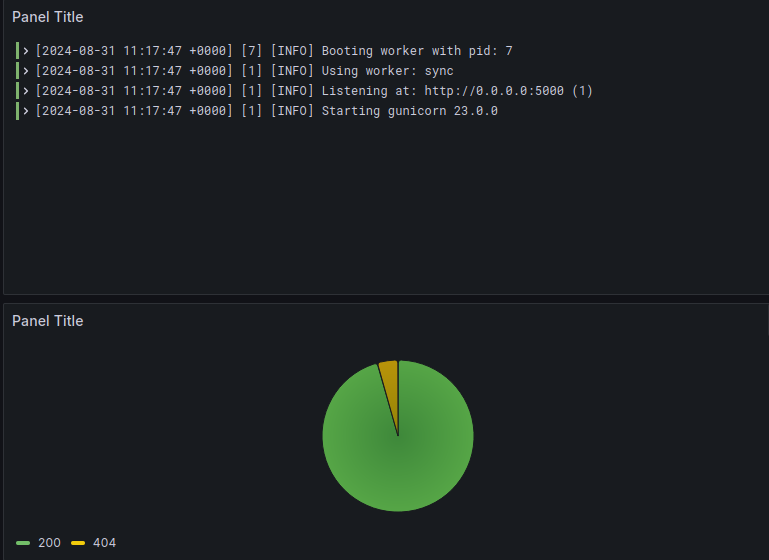 Panel Title
[2024-08-31 11:17:47 +0000] [7] [INFO] Booting worker with pid: 7
[2024-08-31 11:17:47 +0000] [1] [INFO] Using worker: sync
[2024-08-31 11:17:47 +0000] [1] [INFO] Listening at: http://0.0.0.0:5000 (1)
[2024-08-31 11:17:47 +0000] [1] [INFO] Starting gunicorn 23.0.0
Panel Title
200 404